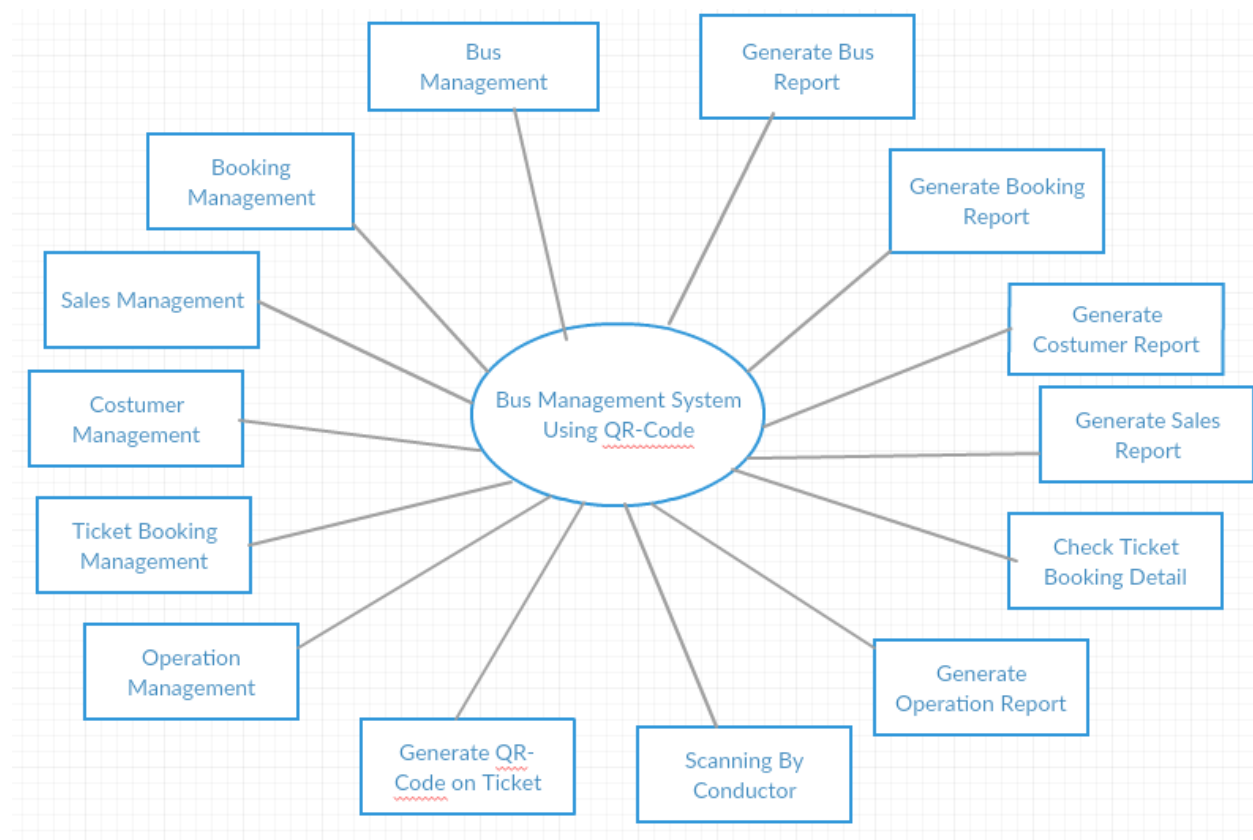 Bus
Management
Generate Bus
Report
Booking
Management
Generate Booking
Report
Sales Management
Generate
Costumer Report
Costumer
Management
Bus Management System
Using QR-Code
Generate Sales
Report
Ticket Booking
Management
Check Ticket
Booking Detail
Operation
Management
Generate
Operation Report
Generate QR-
Code on Ticket
Scanning By
Conductor